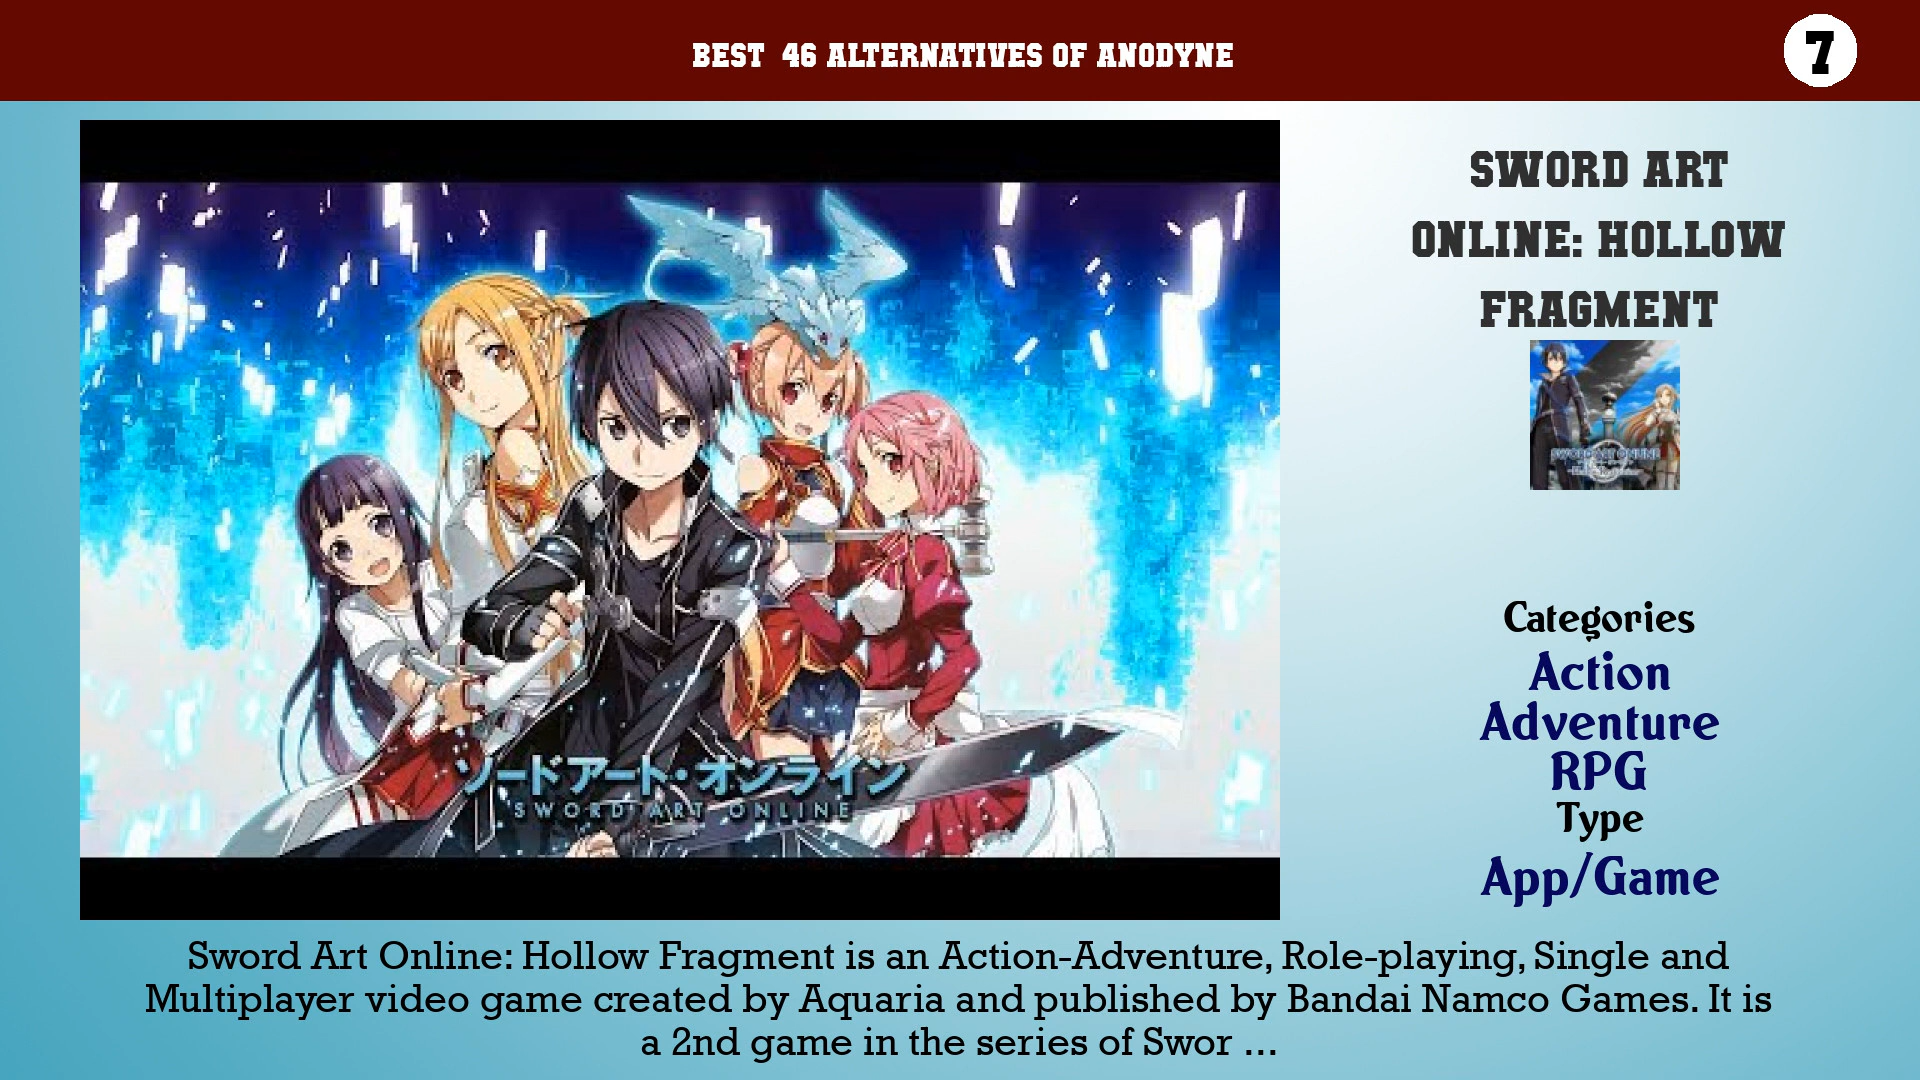 BEST 46 ALTERNATIVES OF ANODYNE
7
SWORD ART
ONLINE: HOLLOW
FRAGMENT
SWORD ART ONLINE
Categories
Action
Adventure
RPG
Type
App/Game
ソードアート・オンライン
SWORD ART ONLINE
Sword Art Online: Hollow Fragment is an Action-Adventure, Role-playing, Single and
Multiplayer video game created by Aquaria and published by Bandai Namco Games. It is
a 2nd game in the series of Swor ...